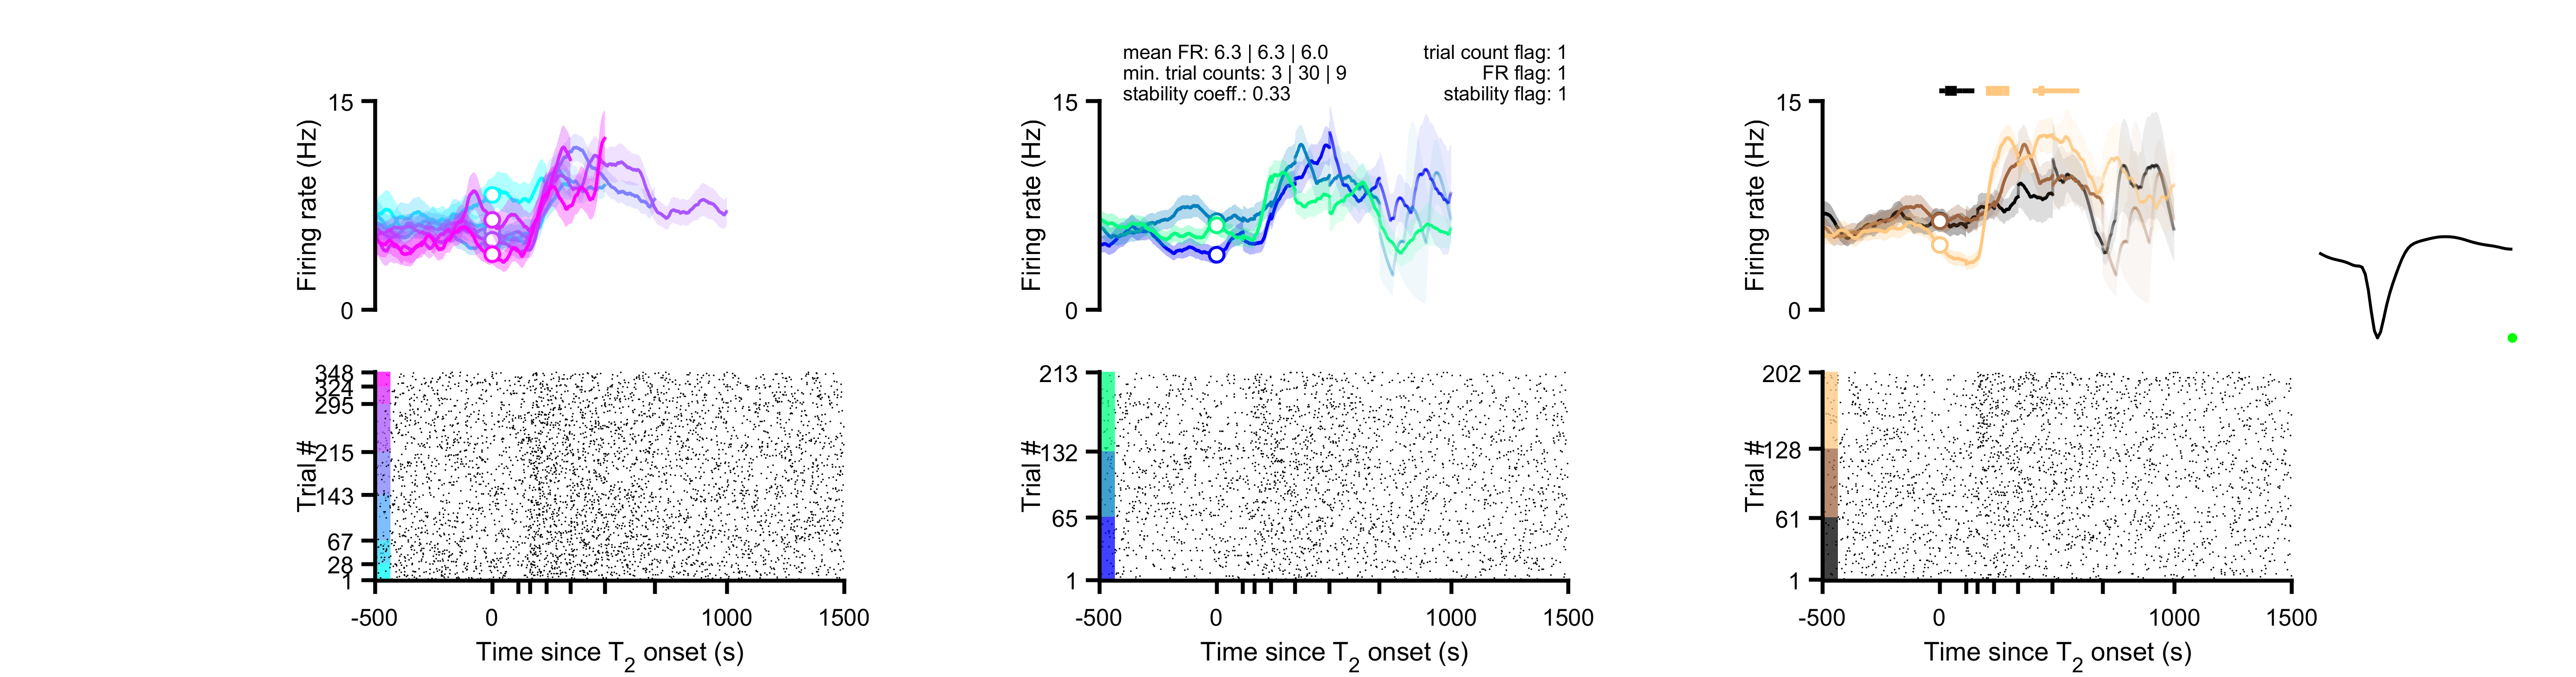 mean FR: 6.3 | 6.3 | 6.0
min. trial counts: 3 | 30 | 9
stability coeff.: 0.33
trial count flag: 1
FR flag: 1
stability flag: 1
15
Firing rate (Hz)
0
348
324
295
215
143
67
28
1
Trial #
-500
0
1000
1500
Time since T2 onset (s)
15
Firing rate (Hz)
0
213
132
65
1
Trial #
-500
0
1000
1500
Time since T2 onset (s)
15
Firing rate (Hz)
0
202
128
61
1
Trial #
-500
0
1000
1500
Time since T2 onset (s)